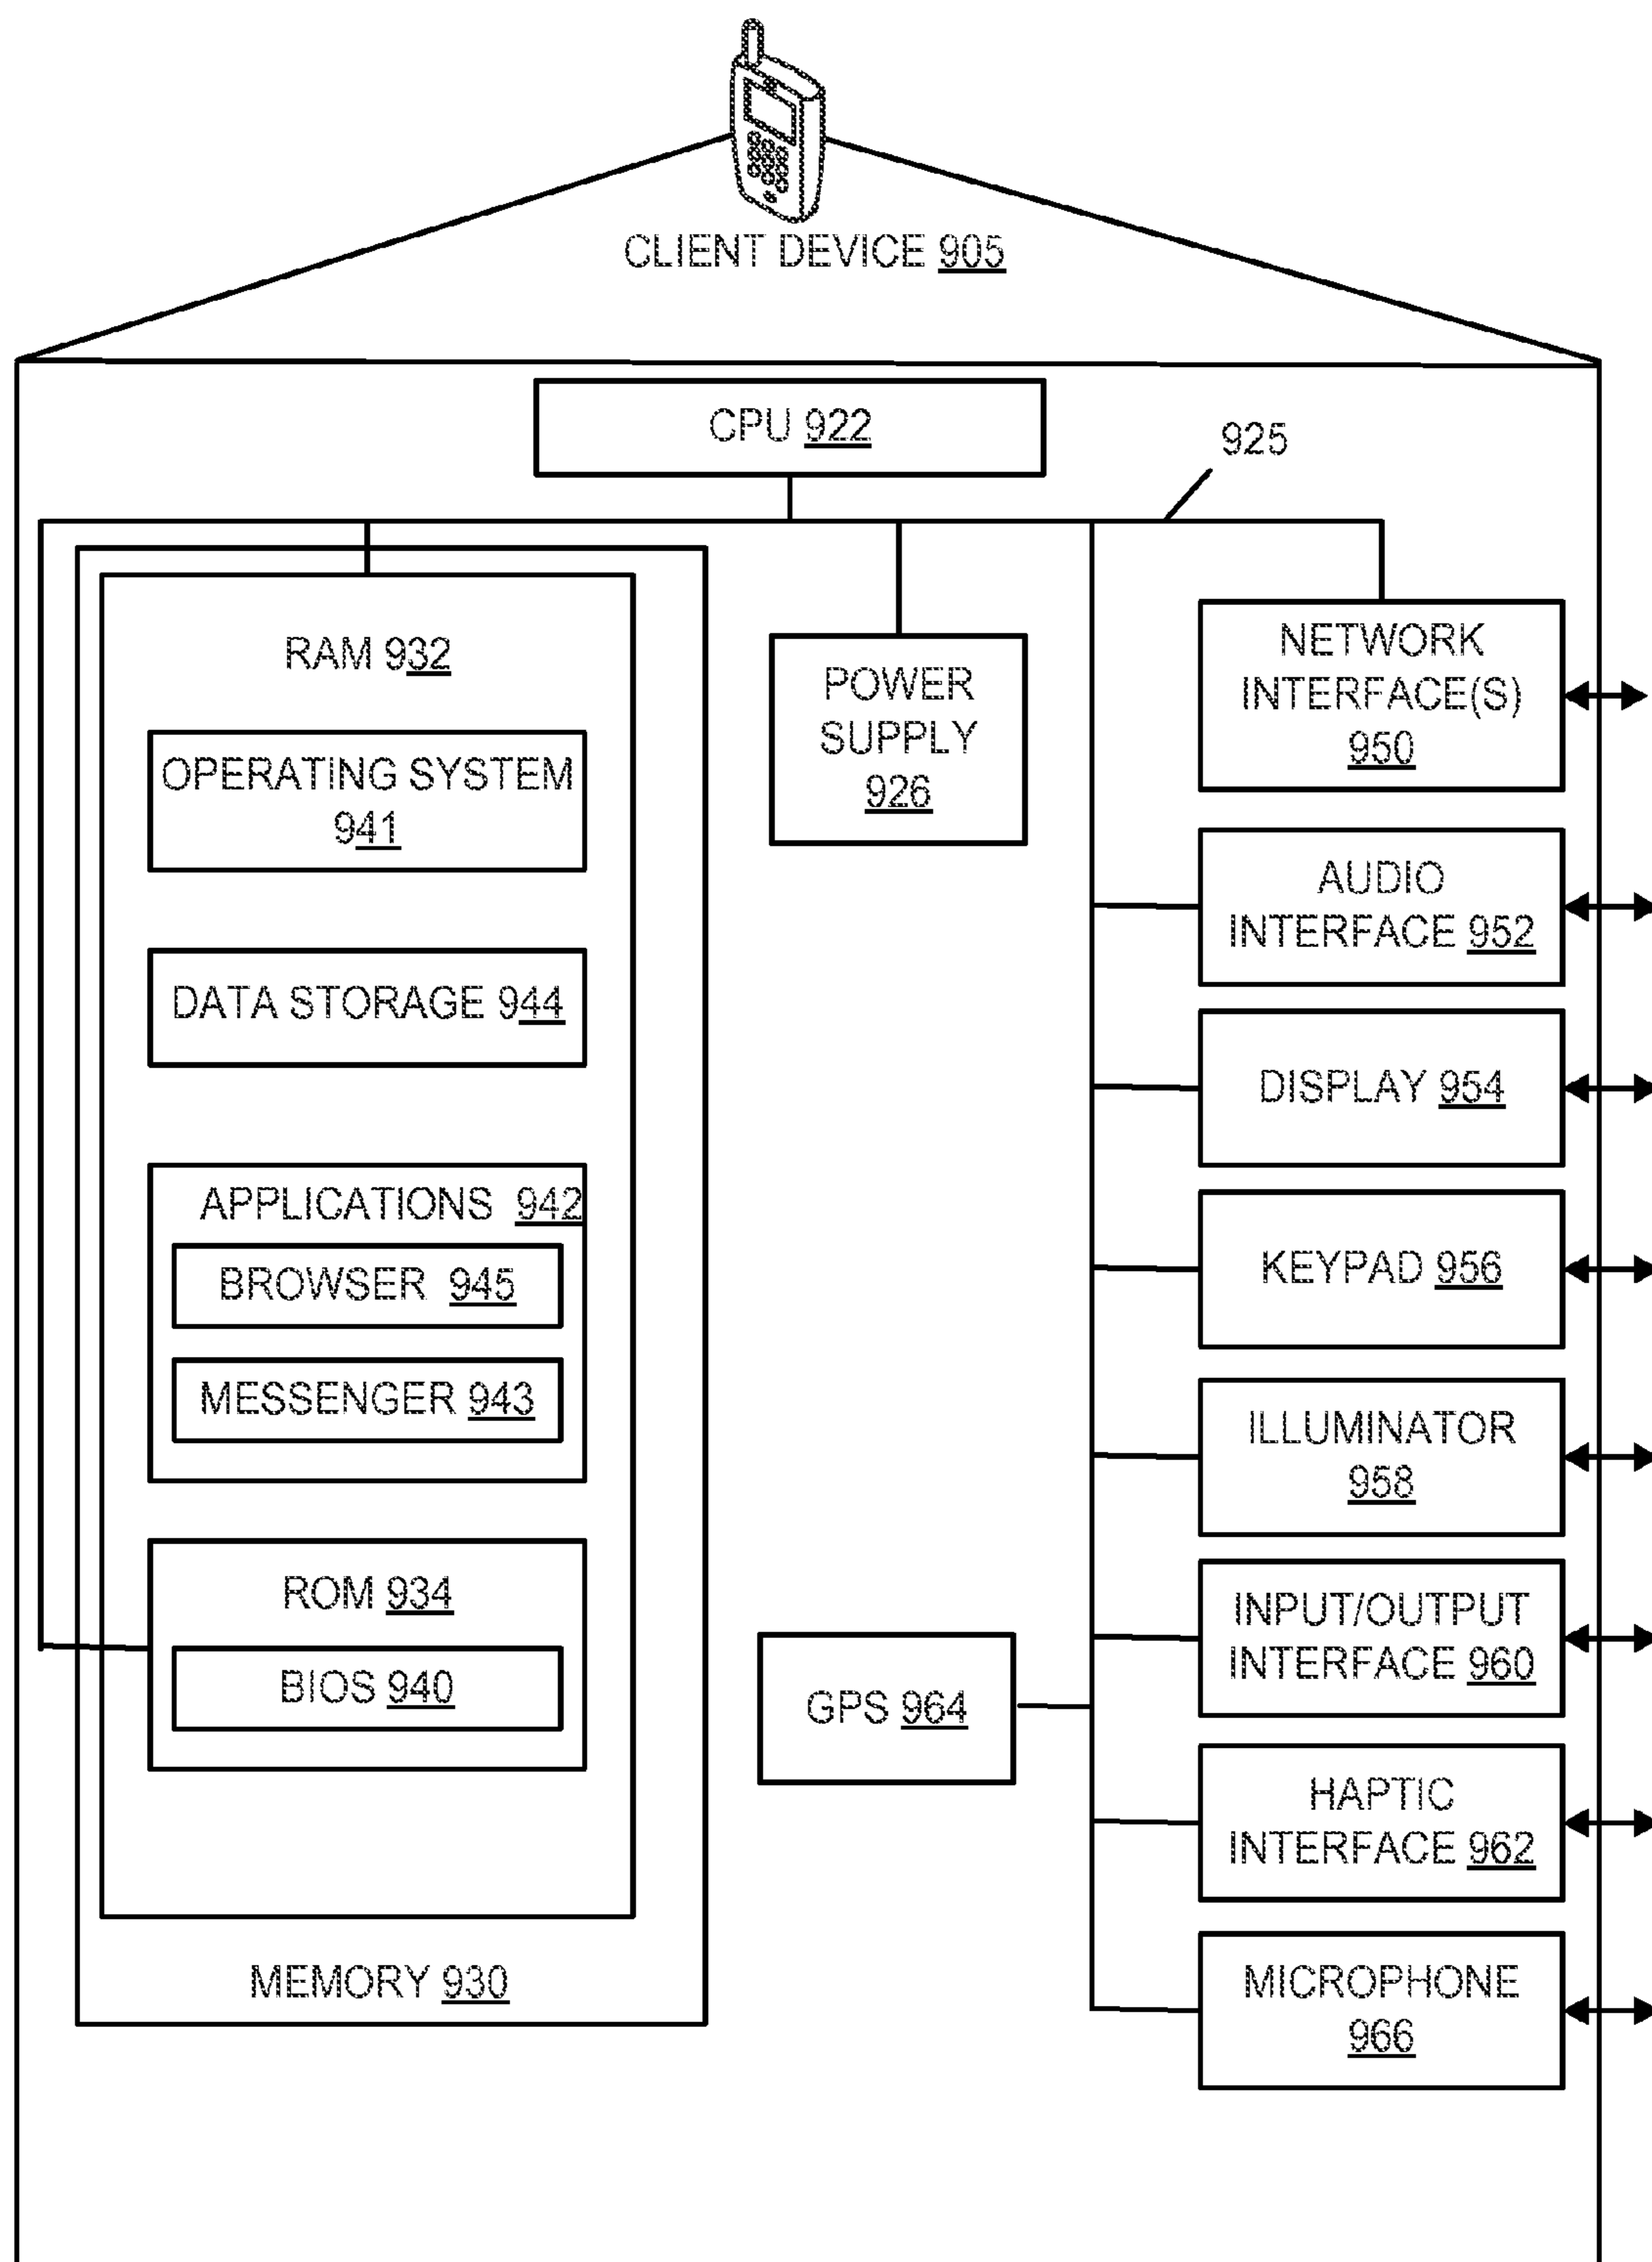 CLIENT DEVICE 905
CPU 922
925
RAM 932
OPERATING SYSTEM
941
DATA STORAGE 944
APPLICATIONS 942
BROWSER 945
MESSENGER 943
ROM 934
BIOS 940
MEMORY 930
POWER
SUPPLY
926
GPS 964
NETWORK
INTERFACE(S)
950
AUDIO
INTERFACE 952
DISPLAY 954
KEYPAD 956
ILLUMINATOR
958
INPUT/OUTPUT
INTERFACE 960
HAPTIC
INTERFACE 962
MICROPHONE
966